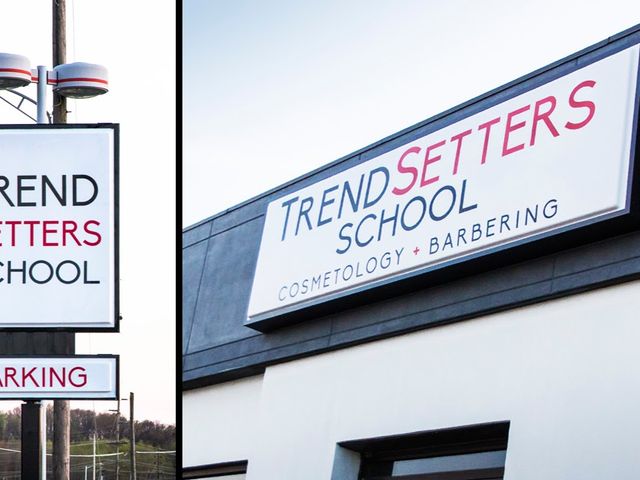 REND
ETTERS
CHOOL
ARKING
TRENDSETTERS
SCHOOL
COSMETOLOGY + BARBERING